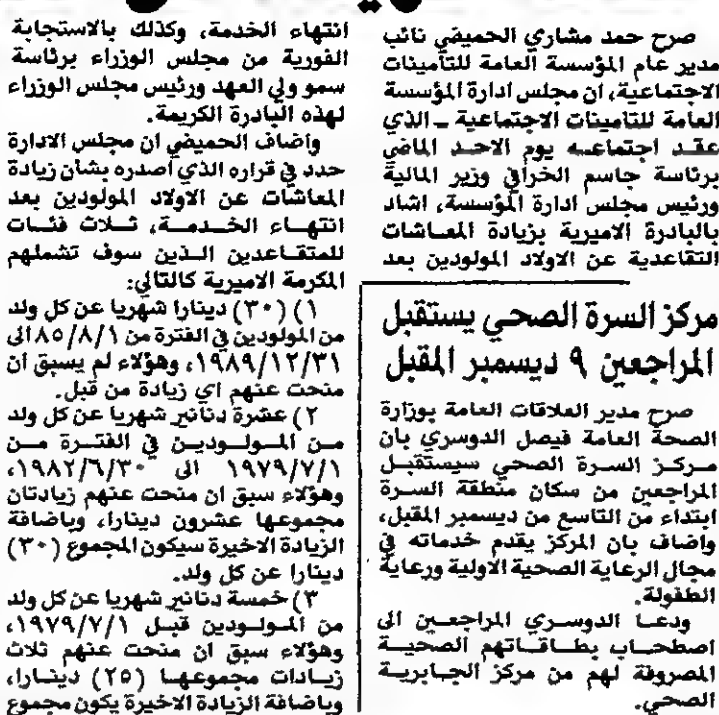 صرح حمد مشاري الحميضي نائب
مدير عام المؤسسة العامة للتأمينات
الاجتماعية، ان مجلس ادارة المؤسسة
العامة للتامينات الاجتماعية ــ الذي
عقد اجتماعه يوم الاحد الماضي
برئاسة جاسم الخرافي وزير المالية
ورئيس مجلس ادارة المؤسسة، اشاد
بالبادرة الاميرية بزيادة المعاشات
التقاعدية عن الاولاد المولودين بعد
انتهاء الخدمة، وكذلك بالاستجابة
الفورية من مجلس الوزراء برئاسة
سمو ولي العهد ورئيس مجلس الوزراء
لهذه البادرة الكريمة.
واضاف الحميضي ان مجلس الادارة
حدد في قراره الذي اصدره بشان زيادة
المعاشات عن الاولاد المولودين بعد
انتهاء الخدمة، ثلاث فئات
للمتقاعدين الذين سوف تشملهم
المكرمة الاميرية كالتالي:
١) (٣٠) دينارا شهريا عن كل ولد
من المولودين في الفترة من ٨٥/٨/١ الى
١٩٨٩/١٢/٣١، وهؤلاء لم يسبق ان
منحت عنهم اي زيادة من قبل.
٢) عشرة دنانير شهريا عن كل ولد
من المولودين في الفترة من
١٩٧٩/٧/١ الى ١٩٨٢/٦/٣٠،
وهؤلاء سبق ان منحت عنهم زيادتان
مجموعها عشرون دينارا، وباضافة
الزيادة الاخيرة سيكون المجموع (٣٠)
دينارا عن كل ولد.
٣) خمسة دنانير شهريا عن كل ولد
من المولودين قبل ١٩٧٩/٧/١،
وهؤلاء سبق ان منحت عنهم ثلاث
زيادات مجموعها (٢٥) دينارا،
وباضافة الزيادة الاخيرة يكون مجموع
مركز السرة الصحي يستقبل
المراجعين ٩ ديسمبر المقبل
صرح مدير العلاقات العامة بوزارة
الصحة العامة فيصل الدوسري بان
مركز السرة الصحي سيستقبل
المراجعين من سكان منطقة السرة
ابتداء من التاسع من ديسمبر المقبل،
واضاف بان المركز يقدم خدماته في
مجال الرعاية الصحية الاولية ورعاية
الطفولة.
ودعا الدوسري المراجعين الى
اصطحاب بطاقاتهم الصحية
المصروفة لهم من مركز الجابرية
الصحي.